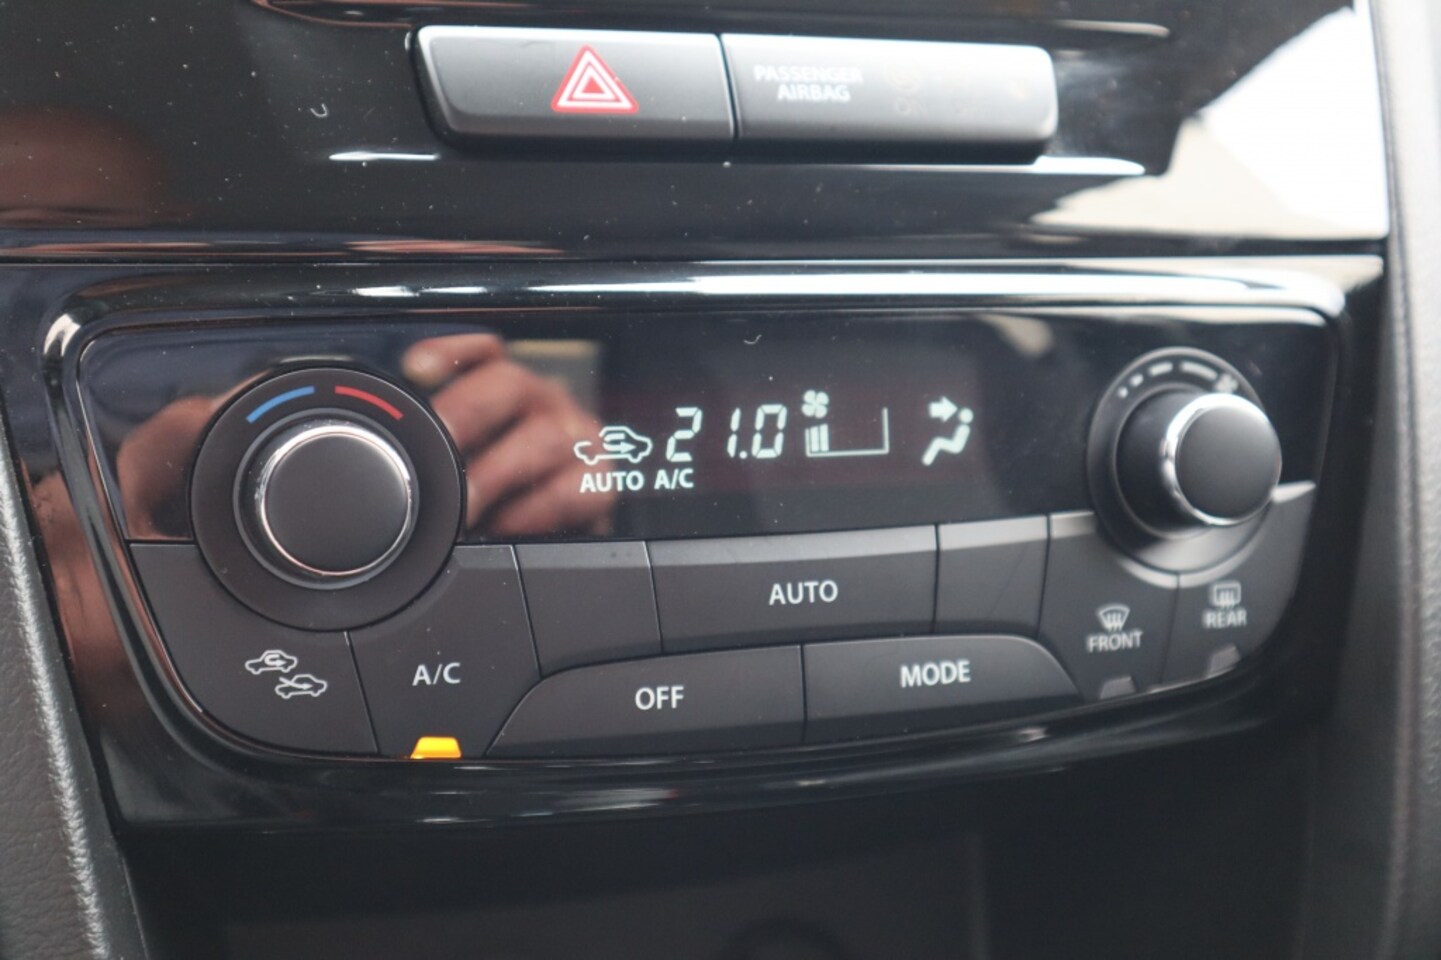 PASSENGER
AIRBAG
21.0
AUTO A/C
AUTO
A/C
OFF
MODE
FRONT
REAR